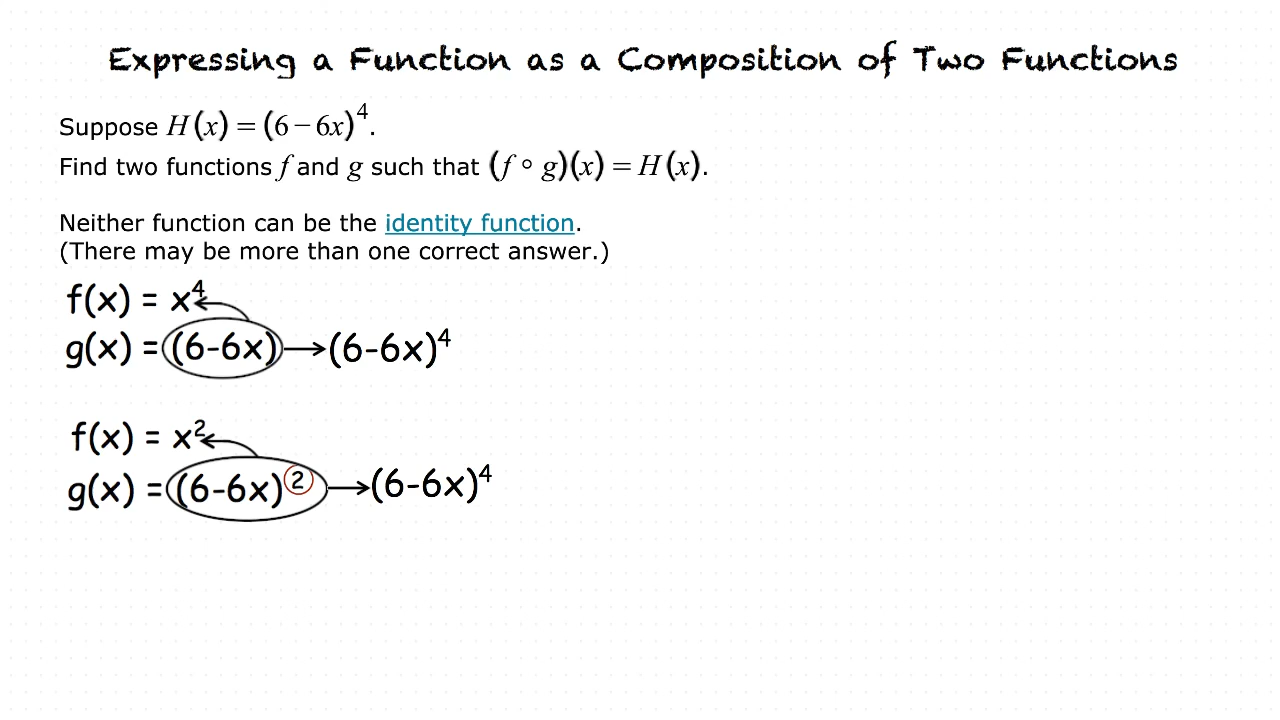 Expressing a Function as a Composition of Two Functions
Suppose H(x) = (6 − 6x)⁴.
Find two functions f and g such that (f ∘ g)(x) = H(x).
Neither function can be the identity function.
(There may be more than one correct answer.)
f(x) = x⁴
g(x) = (6-6x) → (6-6x)⁴
f(x) = x²
g(x) = (6-6x)² → (6-6x)⁴